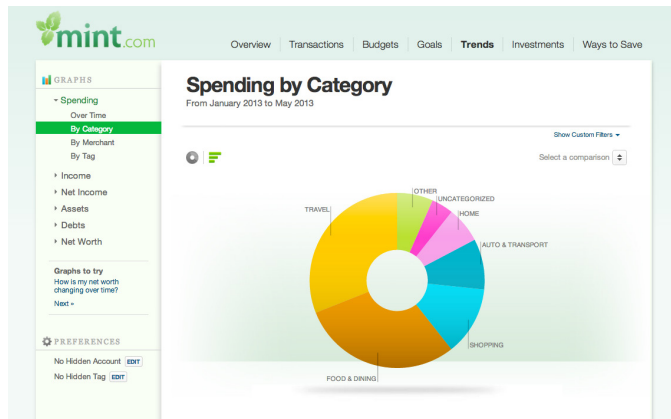 mint.com
Overview Transactions Budgets Goals Trends Investments Ways to Save
GRAPHS
Spending
Over Time
By Category
By Merchant
By Tag
Income
Net Income
Assets
Debts
Net Worth
Graphs to try
How is my net worth
changing over time?
Next »
PREFERENCES
No Hidden Account EDIT
No Hidden Tag EDIT
Spending by Category
From January 2013 to May 2013
Show Custom Filters
Select a comparison
OTHER
UNCATEGORIZED
HOME
TRAVEL
AUTO & TRANSPORT
SHOPPING
FOOD & DINING